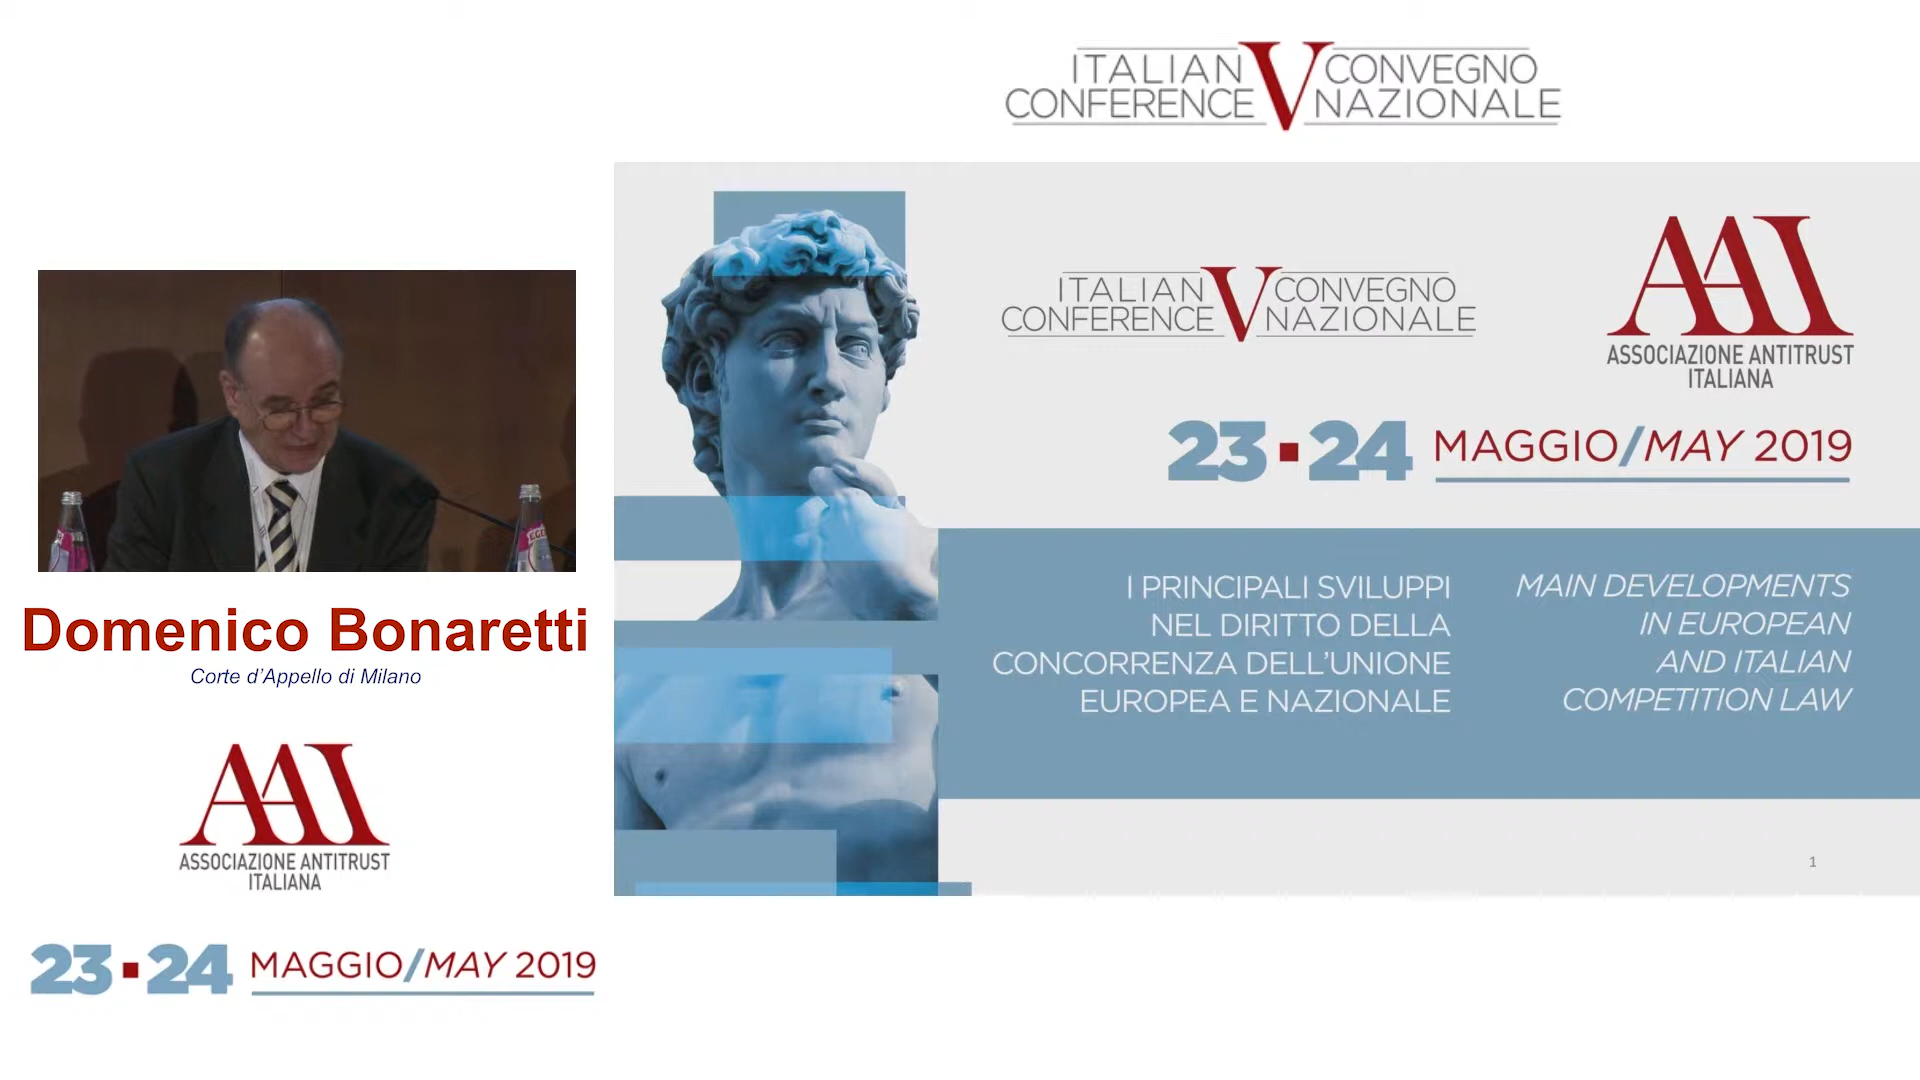 ITALIAN V CONVEGNO
CONFERENCE NAZIONALE
ITALIAN V CONVEGNO
CONFERENCE NAZIONALE
AAI
ASSOCIAZIONE ANTITRUST
ITALIANA
23 ▪ 24 MAGGIO/MAY 2019
I PRINCIPALI SVILUPPI
NEL DIRITTO DELLA
CONCORRENZA DELL'UNIONE
EUROPEA E NAZIONALE
MAIN DEVELOPMENTS
IN EUROPEAN
AND ITALIAN
COMPETITION LAW
1
Domenico Bonaretti
Corte d'Appello di Milano
AAI
ASSOCIAZIONE ANTITRUST
ITALIANA
23 ▪ 24 MAGGIO/MAY 2019